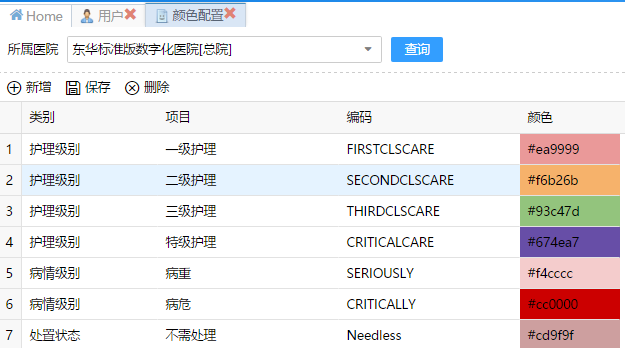 Home 用户 颜色配置
所属医院 东华标准版数字化医院[总院] 查询
新增 保存 删除
类别 项目 编码 颜色
1 护理级别 一级护理 FIRSTCLSCARE #ea9999
2 护理级别 二级护理 SECONDCLSCARE #f6b26b
3 护理级别 三级护理 THIRDCLSCARE #93c47d
4 护理级别 特级护理 CRITICALCARE #674ea7
5 病情级别 病重 SERIOUSLY #f4cccc
6 病情级别 病危 CRITICALLY #cc0000
7 处置状态 不需处理 Needless #cd9f9f